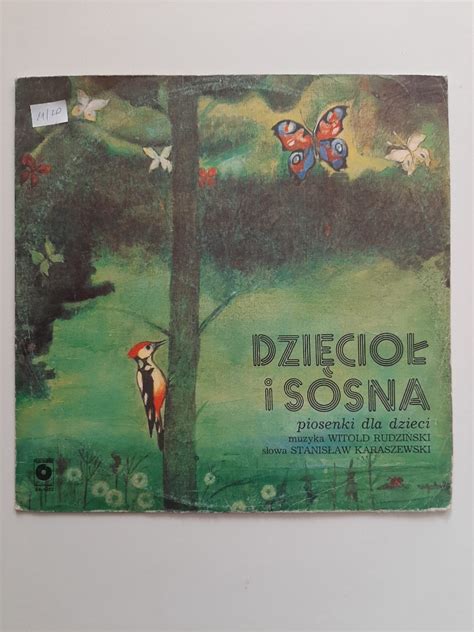 DZIĘCIOŁ
i SOSNA
piosenki dla dzieci
muzyka WITOLD RUDZIŃSKI
słowa STANISŁAW KARASZEWSKI